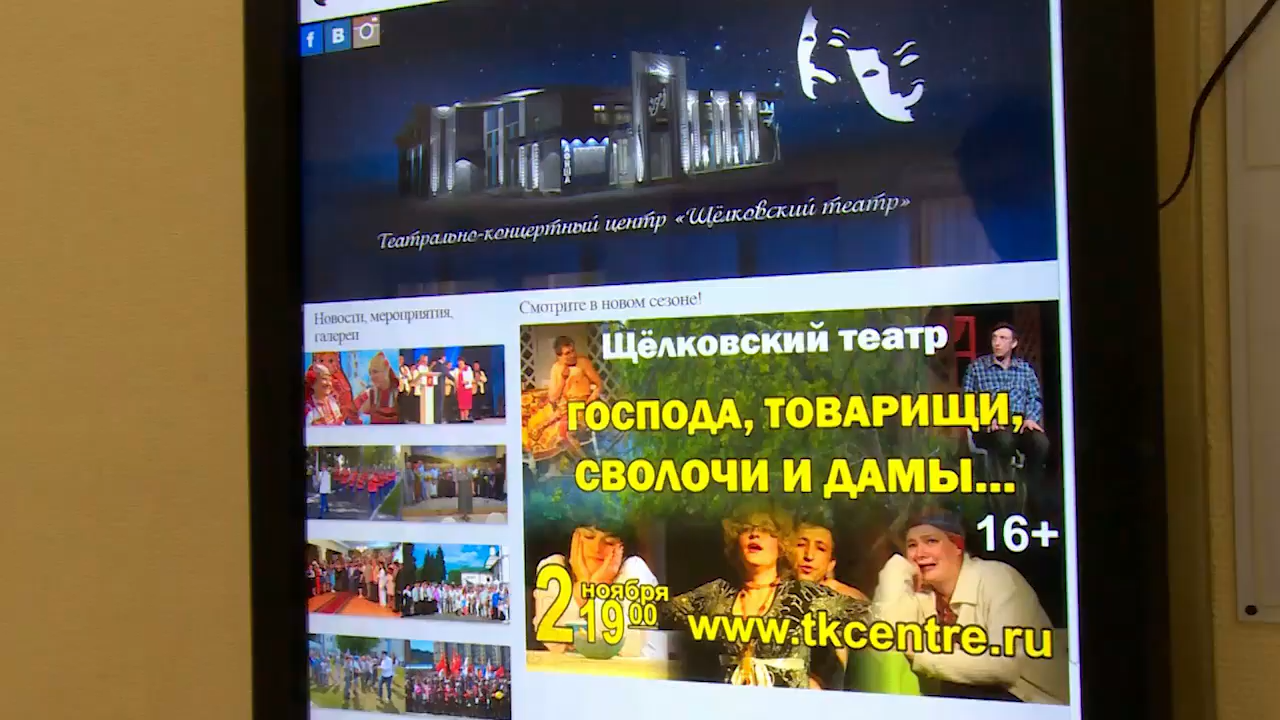 f В
Театрально-концертный центр «Щёлковский театр»
Новости, мероприятия,
галереи
Смотрите в новом сезоне!
Щёлковский театр
ГОСПОДА, ТОВАРИЩИ,
СВОЛОЧИ И ДАМЫ...
16+
2 ноября
19 00
www.tkcentre.ru